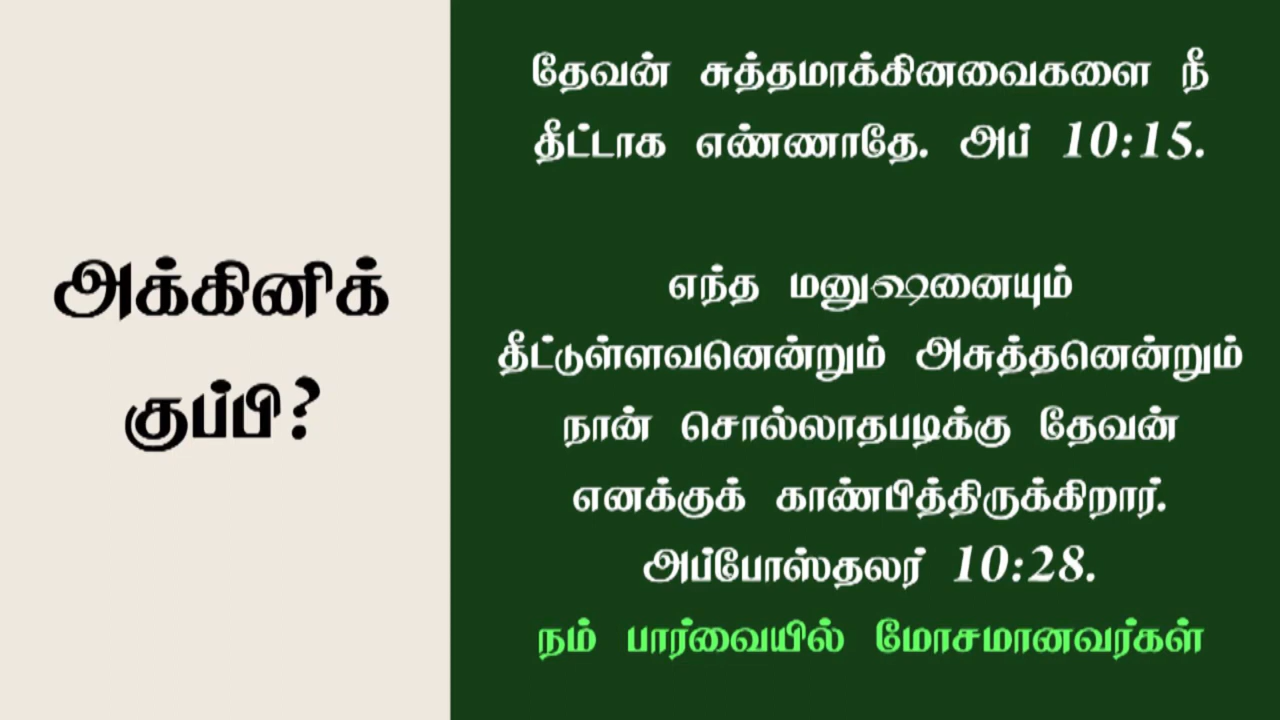 அக்கினிக்
குப்பி?
தேவன் சுத்தமாக்கினவைகளை நீ
தீட்டாக எண்ணாதே. அப் 10:15.
எந்த மனுஷனையும்
தீட்டுள்ளவனென்றும் அசுத்தனென்றும்
நான் சொல்லாதபடிக்கு தேவன்
எனக்குக் காண்பித்திருக்கிறார்.
அப்போஸ்தலர் 10:28.
நம் பார்வையில் மோசமானவர்கள்